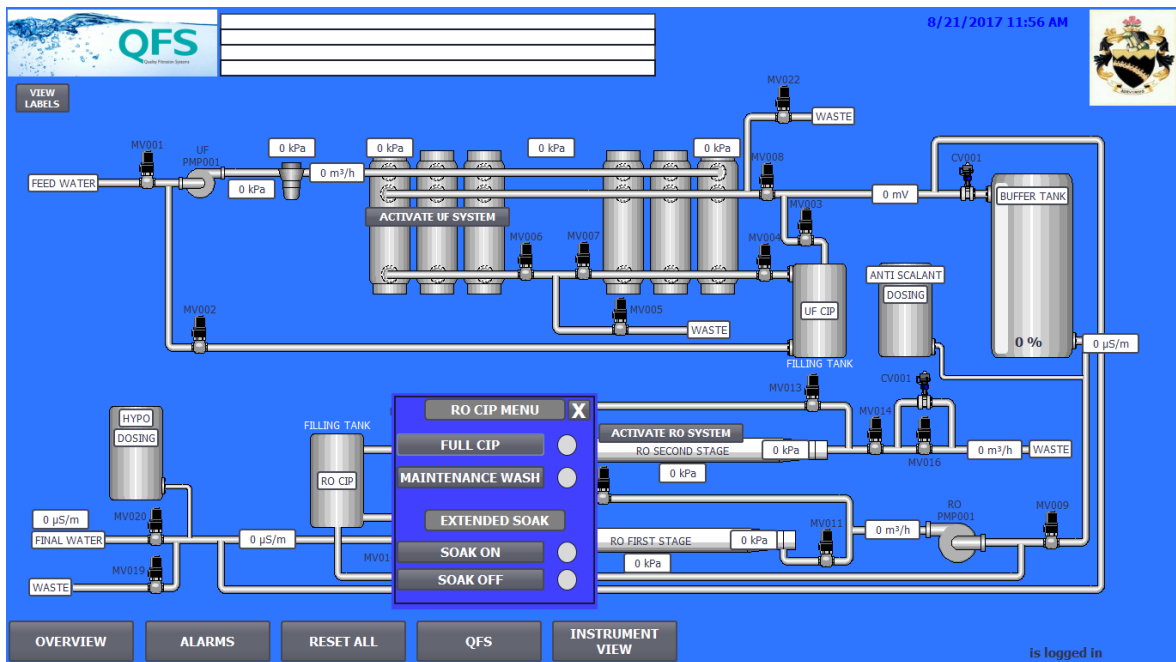 QFS
Quality Filtration Systems
8/21/2017 11:56 AM
VIEW
LABELS
MV022
WASTE
MV001
UF
PMP001
0 kPa
0 kPa
0 kPa
0 kPa
MV008
CV001
FEED WATER
0 kPa
0 m³/h
0 mV
BUFFER TANK
MV003
ACTIVATE UF SYSTEM
MV006
MV007
MV004
ANTI SCALANT
DOSING
MV002
MV005
WASTE
UF CIP
0 %
0 µS/m
FILLING TANK
MV013
CV001
RO CIP MENU
X
HYPO
DOSING
FILLING TANK
MV014
FULL CIP
ACTIVATE RO SYSTEM
RO SECOND STAGE
0 kPa
0 m³/h
WASTE
MV016
RO CIP
MAINTENANCE WASH
0 kPa
0 µS/m
MV020
EXTENDED SOAK
MV011
0 m³/h
RO
PMP001
MV009
FINAL WATER
0 µS/m
RO FIRST STAGE
0 kPa
MV01
SOAK ON
0 kPa
MV019
WASTE
SOAK OFF
OVERVIEW
ALARMS
RESET ALL
QFS
INSTRUMENT
VIEW
is logged in